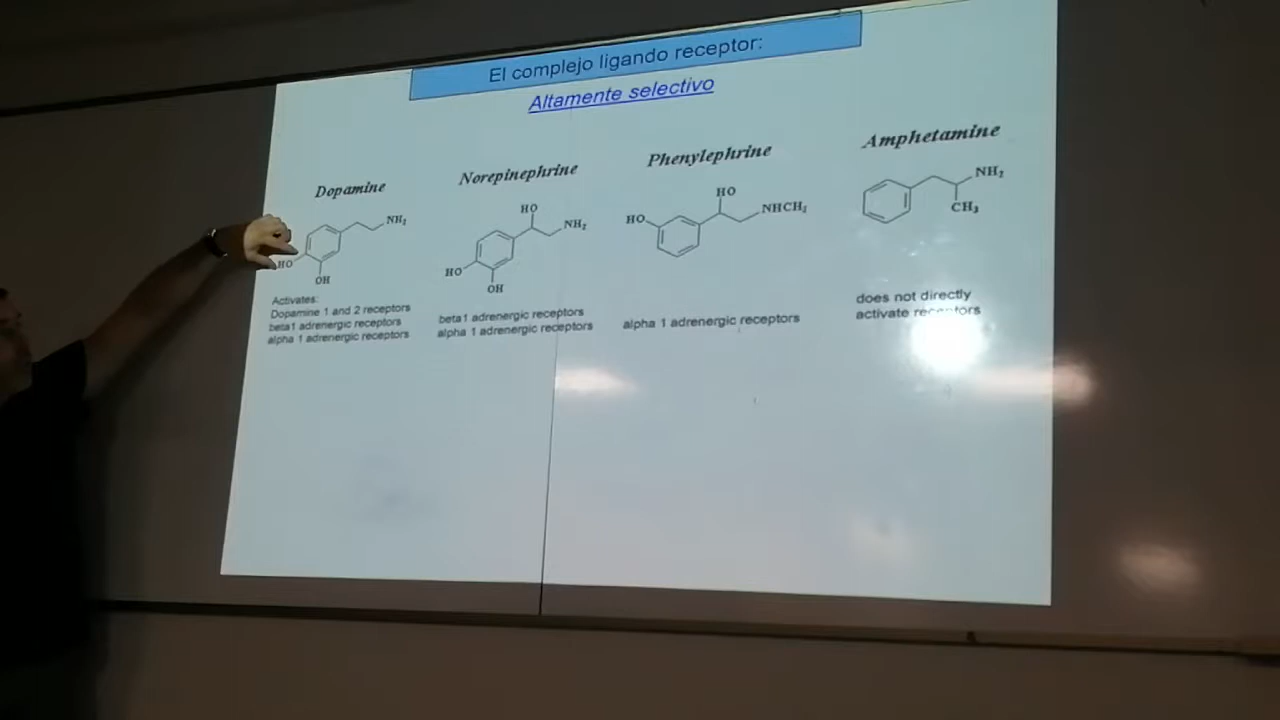 El complejo ligando receptor:
Altamente selectivo
Dopamine
NH₂
HO
OH
Activates:
Dopamine 1 and 2 receptors
beta1 adrenergic receptors
alpha 1 adrenergic receptors
Norepinephrine
HO
NH₂
HO
OH
beta1 adrenergic receptors
alpha 1 adrenergic receptors
Phenylephrine
HO
HO
NHCH₃
alpha 1 adrenergic receptors
Amphetamine
NH₂
CH₃
does not directly
activate receptors